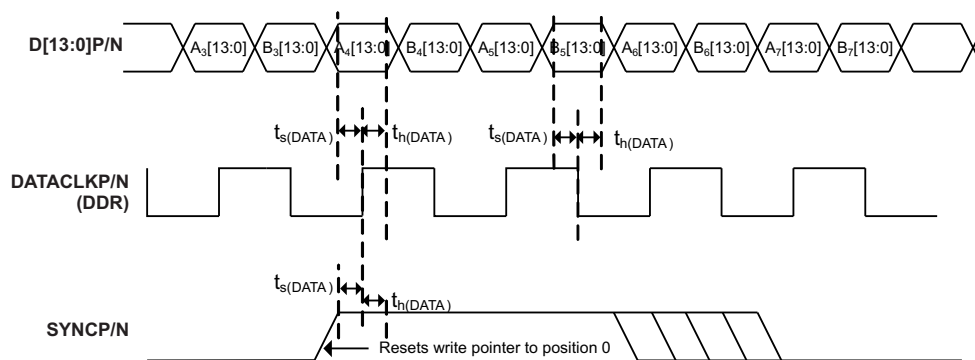 D[13:0]P/N
A3[13:0] B3[13:0] A4[13:0] B4[13:0] A5[13:0] B5[13:0] A6[13:0] B6[13:0] A7[13:0] B7[13:0]
ts(DATA) th(DATA) ts(DATA) th(DATA)
DATACLKP/N
(DDR)
ts(DATA) th(DATA)
SYNCP/N
Resets write pointer to position 0